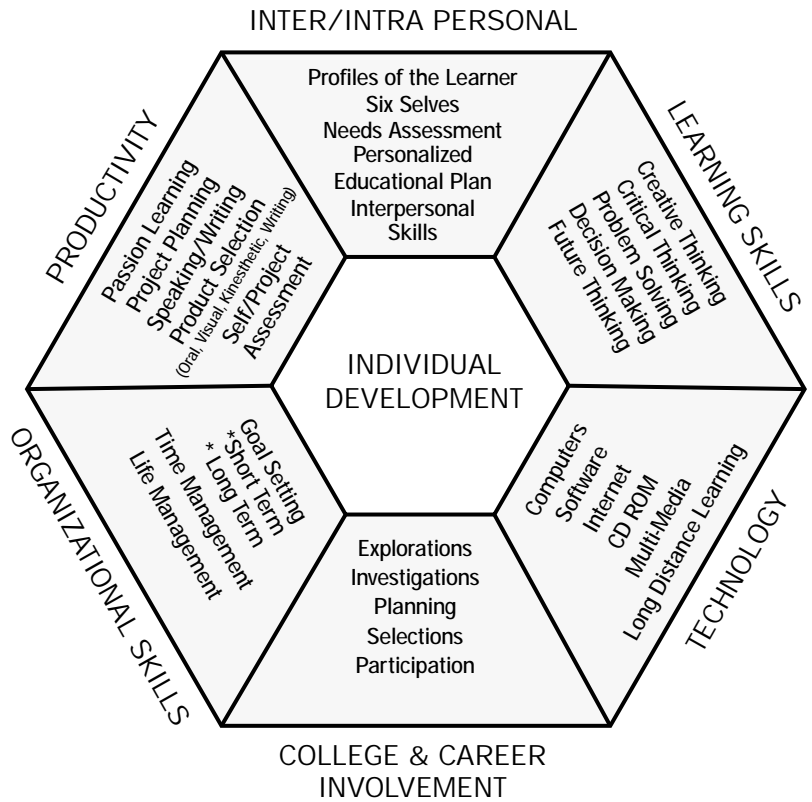 INTER/INTRA PERSONAL
Profiles of the Learner
Six Selves
Needs Assessment
Personalized
Educational Plan
Interpersonal
Skills
LEARNING SKILLS
Creative Thinking
Critical Thinking
Problem Solving
Decision Making
Future Thinking
TECHNOLOGY
Computers
Software
Internet
CD ROM
Multi-Media
Long Distance Learning
COLLEGE & CAREER
INVOLVEMENT
Explorations
Investigations
Planning
Selections
Participation
ORGANIZATIONAL SKILLS
Goal Setting
*Short Term
* Long Term
Time Management
Life Management
PRODUCTIVITY
Passion Learning
Project Planning
Speaking/Writing
Product Selection
(Oral, Visual, Kinesthetic, Writing)
Self/Project
Assessment
INDIVIDUAL
DEVELOPMENT